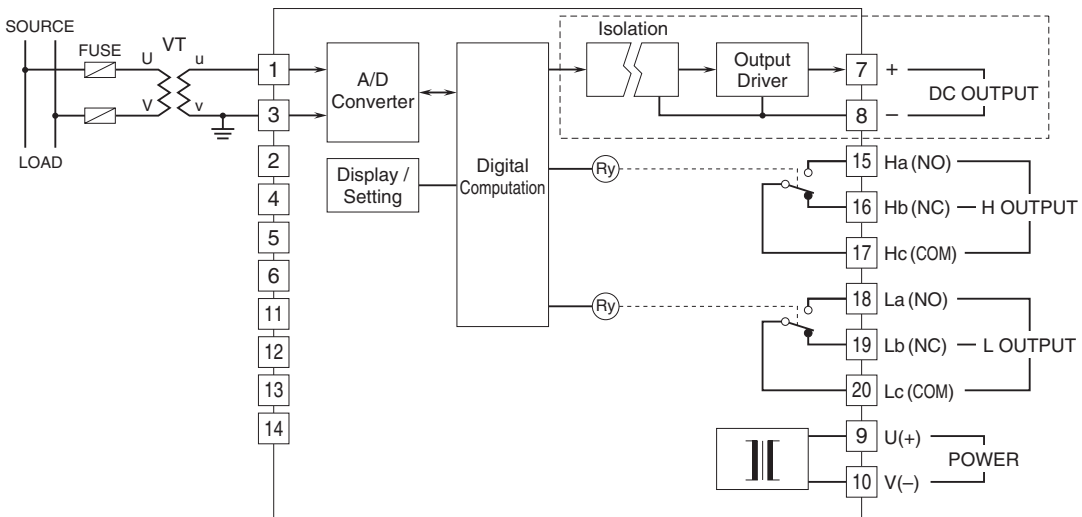 SOURCE
FUSE
VT
U
u
V
v
LOAD
1
3
2
4
5
6
11
12
13
14
A/D
Converter
Display /
Setting
Digital
Computation
Isolation
Output
Driver
7 +
8 –
DC OUTPUT
Ry
15 Ha (NO)
16 Hb (NC)
17 Hc (COM)
H OUTPUT
Ry
18 La (NO)
19 Lb (NC)
20 Lc (COM)
L OUTPUT
9 U(+)
10 V(–)
POWER